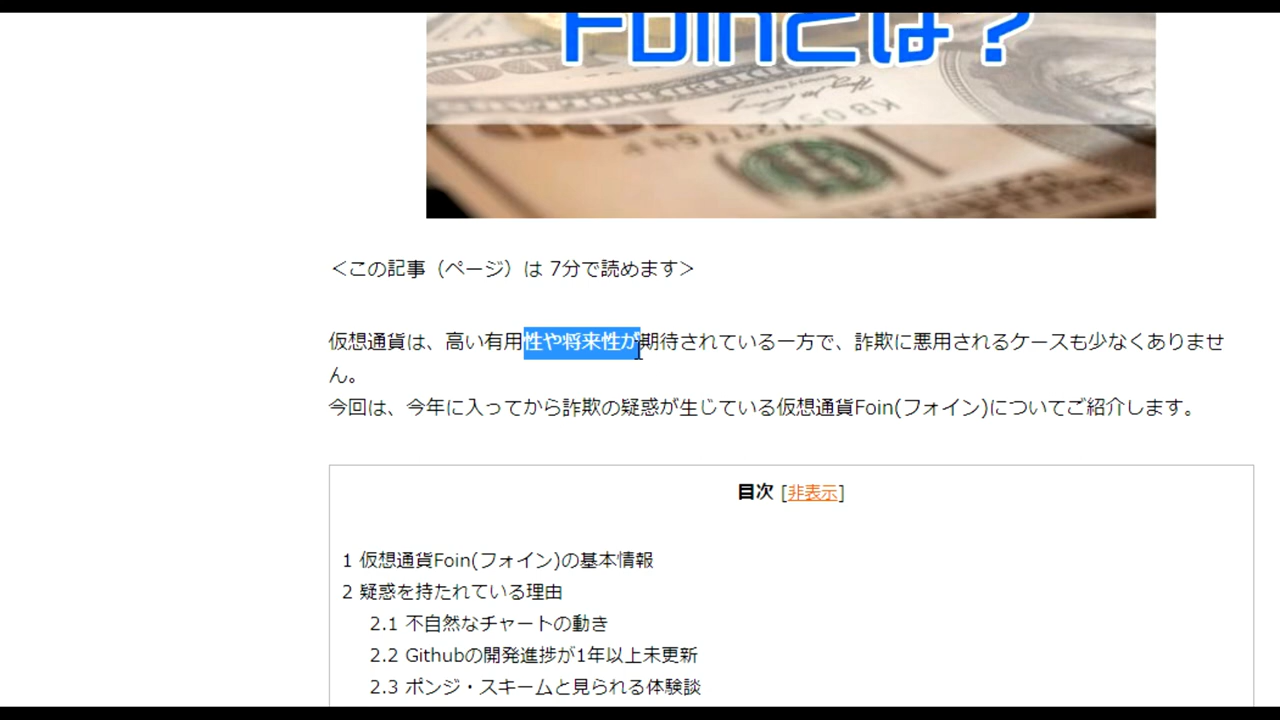 Foinとは？
KB05727
＜この記事（ページ）は 7分で読めます＞
仮想通貨は、高い有用性や将来性が期待されている一方で、詐欺に悪用されるケースも少なくありませ
ん。
今回は、今年に入ってから詐欺の疑惑が生じている仮想通貨Foin(フォイン)についてご紹介します。
目次 [非表示]
1 仮想通貨Foin(フォイン)の基本情報
2 疑惑を持たれている理由
2.1 不自然なチャートの動き
2.2 Githubの開発進捗が1年以上未更新
2.3 ポンジ・スキームと見られる体験談